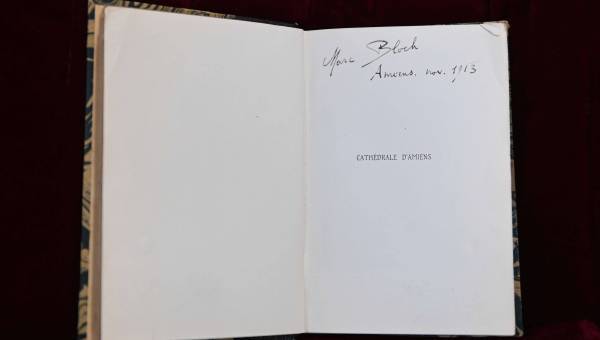 Marc Bloch
Amiens. nov. 1913
CATHÉDRALE D'AMIENS